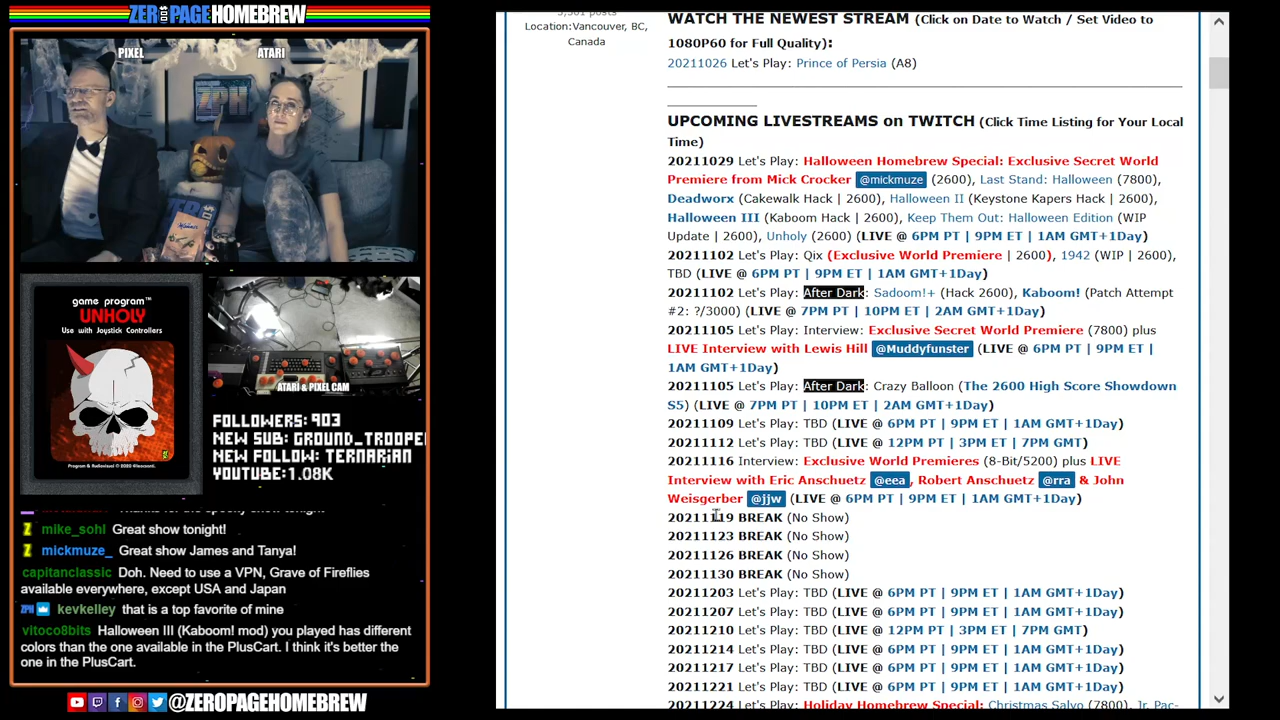 ZEROPAGEHOMEBREW
PIXEL
ATARI
ZPH
game program™
UNHOLY
Use with Joystick Controllers
ATARI & PIXEL CAM
FOLLOWERS: 903
NEW SUB: GROUND_TROOPER
NEW FOLLOW: TERNARIAN
YOUTUBE: 1.08K
mike_sohl Great show tonight!
mickmuze_ Great show James and Tanya!
capitanclassic Doh. Need to use a VPN, Grave of Fireflies
available everywhere, except USA and Japan
ZPH kevkelley that is a top favorite of mine
vitoco8bits Halloween III (Kaboom! mod) you played has different
colors than the one available in the PlusCart. I think it's better the
one in the PlusCart.
@ZEROPAGEHOMEBREW
Location:Vancouver, BC,
Canada
WATCH THE NEWEST STREAM (Click on Date to Watch / Set Video to
1080P60 for Full Quality):
20211026 Let's Play: Prince of Persia (A8)
UPCOMING LIVESTREAMS on TWITCH (Click Time Listing for Your Local
Time)
20211029 Let's Play: Halloween Homebrew Special: Exclusive Secret World
Premiere from Mick Crocker @mickmuze (2600), Last Stand: Halloween (7800),
Deadworx (Cakewalk Hack | 2600), Halloween II (Keystone Kapers Hack | 2600),
Halloween III (Kaboom Hack | 2600), Keep Them Out: Halloween Edition (WIP
Update | 2600), Unholy (2600) (LIVE @ 6PM PT | 9PM ET | 1AM GMT+1Day)
20211102 Let's Play: Qix (Exclusive World Premiere | 2600), 1942 (WIP | 2600),
TBD (LIVE @ 6PM PT | 9PM ET | 1AM GMT+1Day)
20211102 Let's Play: After Dark: Sadoom!+ (Hack 2600), Kaboom! (Patch Attempt
#2: ?/3000) (LIVE @ 7PM PT | 10PM ET | 2AM GMT+1Day)
20211105 Let's Play: Interview: Exclusive Secret World Premiere (7800) plus
LIVE Interview with Lewis Hill @Muddyfunster (LIVE @ 6PM PT | 9PM ET |
1AM GMT+1Day)
20211105 Let's Play: After Dark: Crazy Balloon (The 2600 High Score Showdown
S5) (LIVE @ 7PM PT | 10PM ET | 2AM GMT+1Day)
20211109 Let's Play: TBD (LIVE @ 6PM PT | 9PM ET | 1AM GMT+1Day)
20211112 Let's Play: TBD (LIVE @ 12PM PT | 3PM ET | 7PM GMT)
20211116 Interview: Exclusive World Premieres (8-Bit/5200) plus LIVE
Interview with Eric Anschuetz @eea, Robert Anschuetz @rra & John
Weisgerber @jjw (LIVE @ 6PM PT | 9PM ET | 1AM GMT+1Day)
20211119 BREAK (No Show)
20211123 BREAK (No Show)
20211126 BREAK (No Show)
20211130 BREAK (No Show)
20211203 Let's Play: TBD (LIVE @ 6PM PT | 9PM ET | 1AM GMT+1Day)
20211207 Let's Play: TBD (LIVE @ 6PM PT | 9PM ET | 1AM GMT+1Day)
20211210 Let's Play: TBD (LIVE @ 12PM PT | 3PM ET | 7PM GMT)
20211214 Let's Play: TBD (LIVE @ 6PM PT | 9PM ET | 1AM GMT+1Day)
20211217 Let's Play: TBD (LIVE @ 6PM PT | 9PM ET | 1AM GMT+1Day)
20211221 Let's Play: TBD (LIVE @ 6PM PT | 9PM ET | 1AM GMT+1Day)
20211224 Let's Play: Holiday Homebrew Special: Christmas Salvo (7800), Jr. Pac-